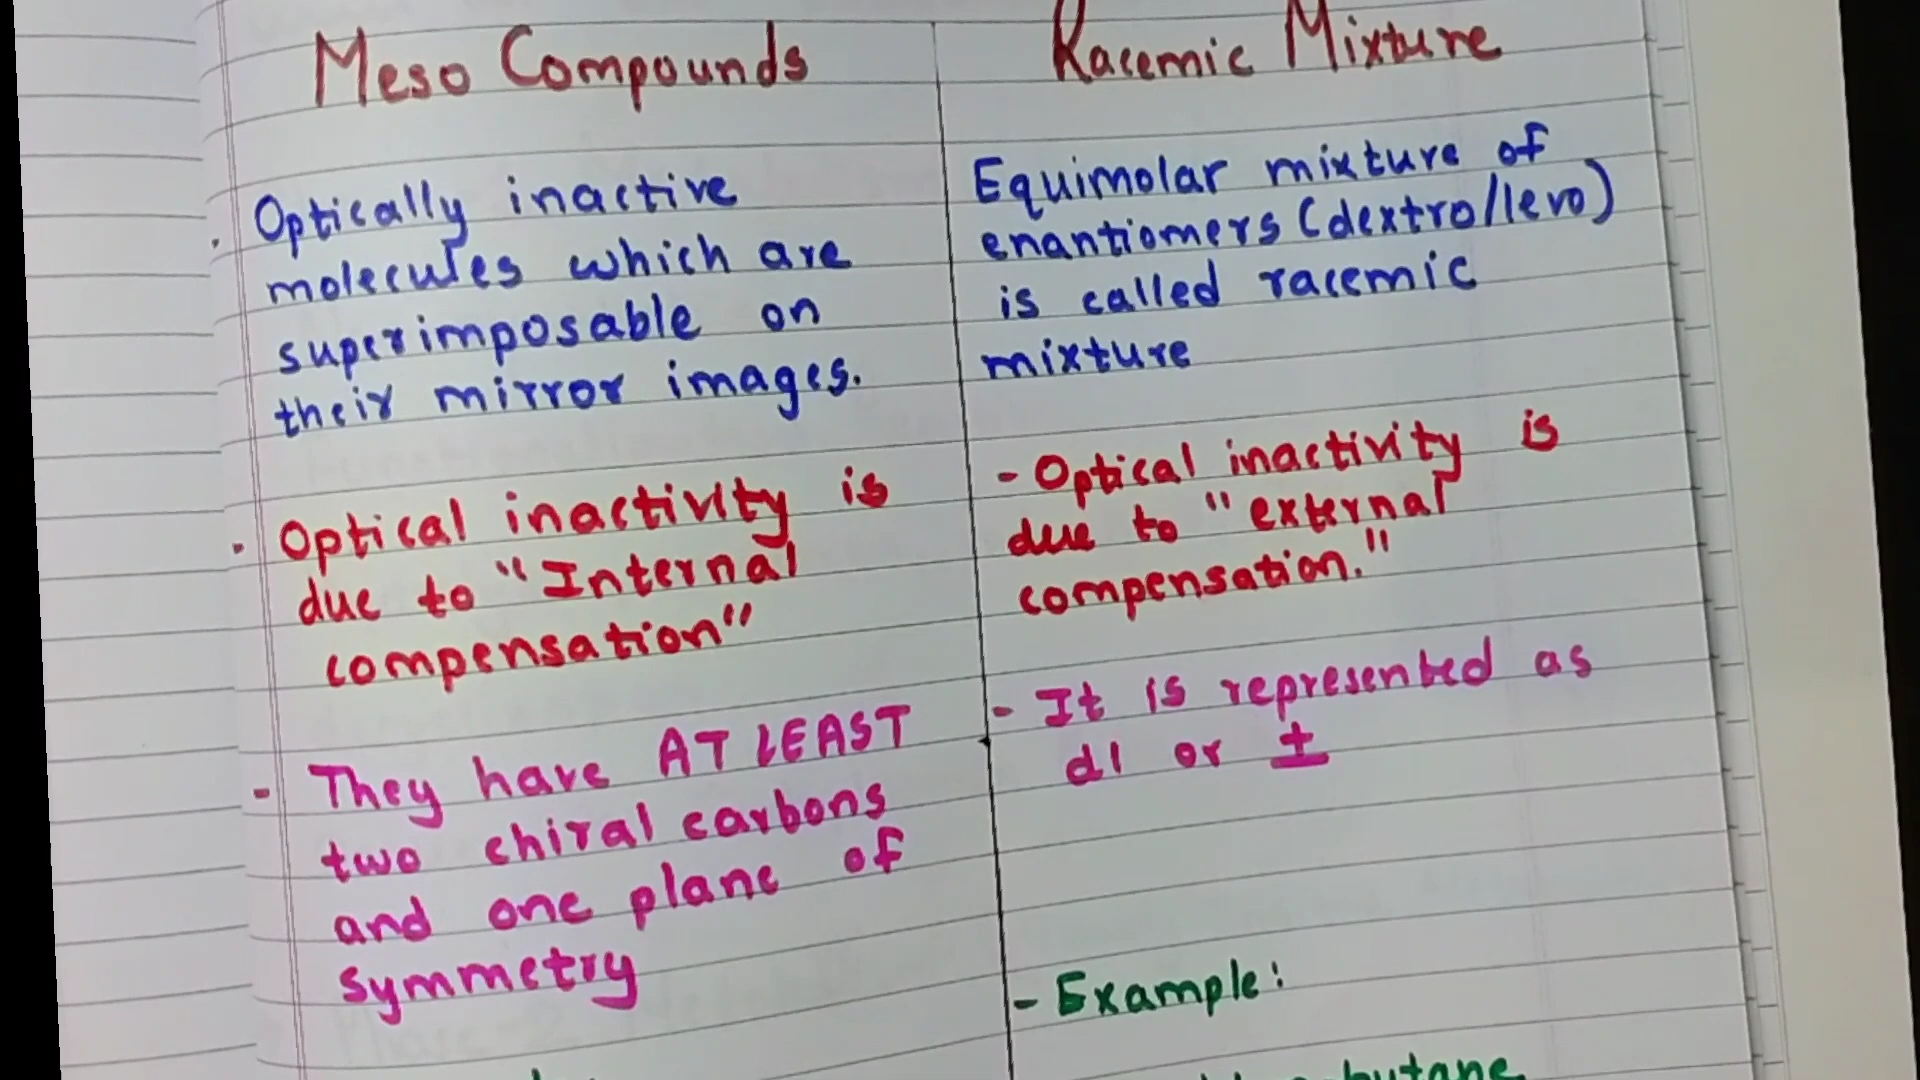 Meso Compounds
Optically inactive
molecules which are
superimposable on
their mirror images.
Optical inactivity is
due to "Internal
compensation"
- They have AT LEAST
two chiral carbons
and one plane of
symmetry
Racemic Mixture
Equimolar mixture of
enantiomers (dextro/levo)
is called racemic
mixture
- Optical inactivity is
due to "external
compensation."
- It is represented as
dl or ±
- Example:
butane